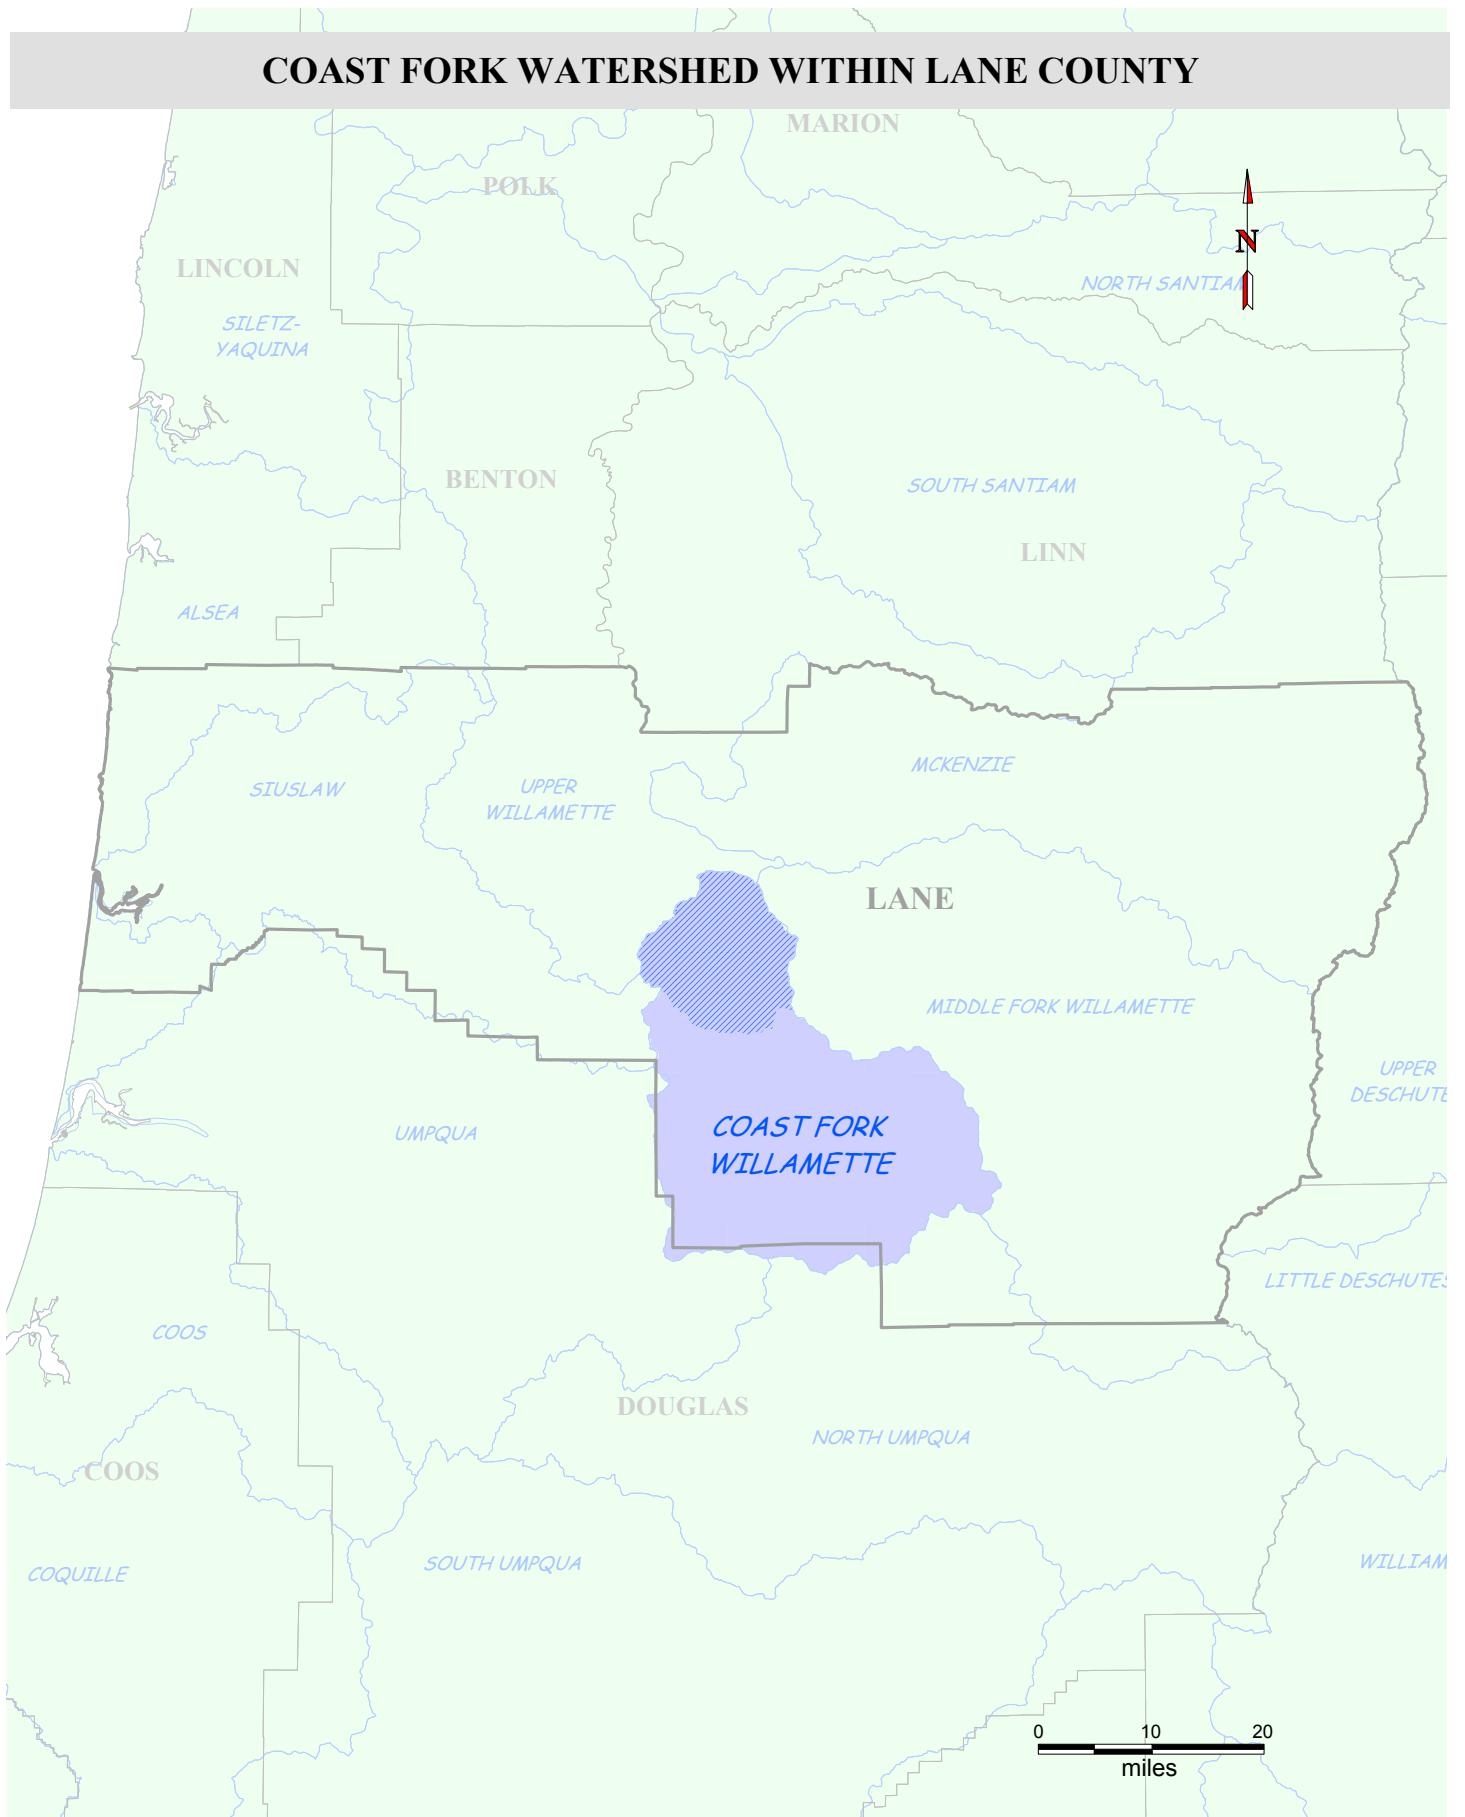 COAST FORK WATERSHED WITHIN LANE COUNTY
MARION
POLK
LINCOLN
N
NORTH SANTIAM
SILETZ-
YAQUINA
BENTON
SOUTH SANTIAM
LINN
ALSEA
SIUSLAW
UPPER
WILLAMETTE
MCKENZIE
LANE
MIDDLE FORK WILLAMETTE
UPPER
DESCHUTE
UMPQUA
COAST FORK
WILLAMETTE
LITTLE DESCHUTES
COOS
DOUGLAS
NORTH UMPQUA
COOS
COQUILLE
SOUTH UMPQUA
WILLIAM
0 10 20
miles